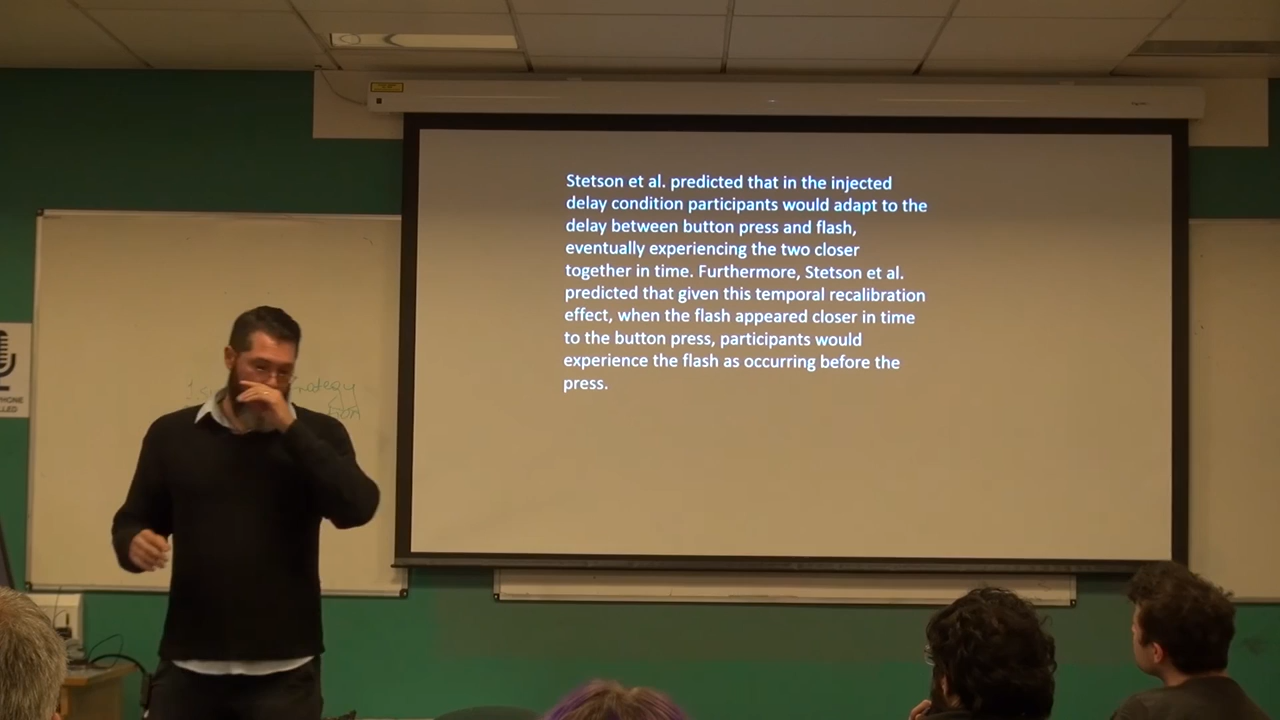 Stetson et al. predicted that in the injected
delay condition participants would adapt to the
delay between button press and flash,
eventually experiencing the two closer
together in time. Furthermore, Stetson et al.
predicted that given this temporal recalibration
effect, when the flash appeared closer in time
to the button press, participants would
experience the flash as occurring before the
press.